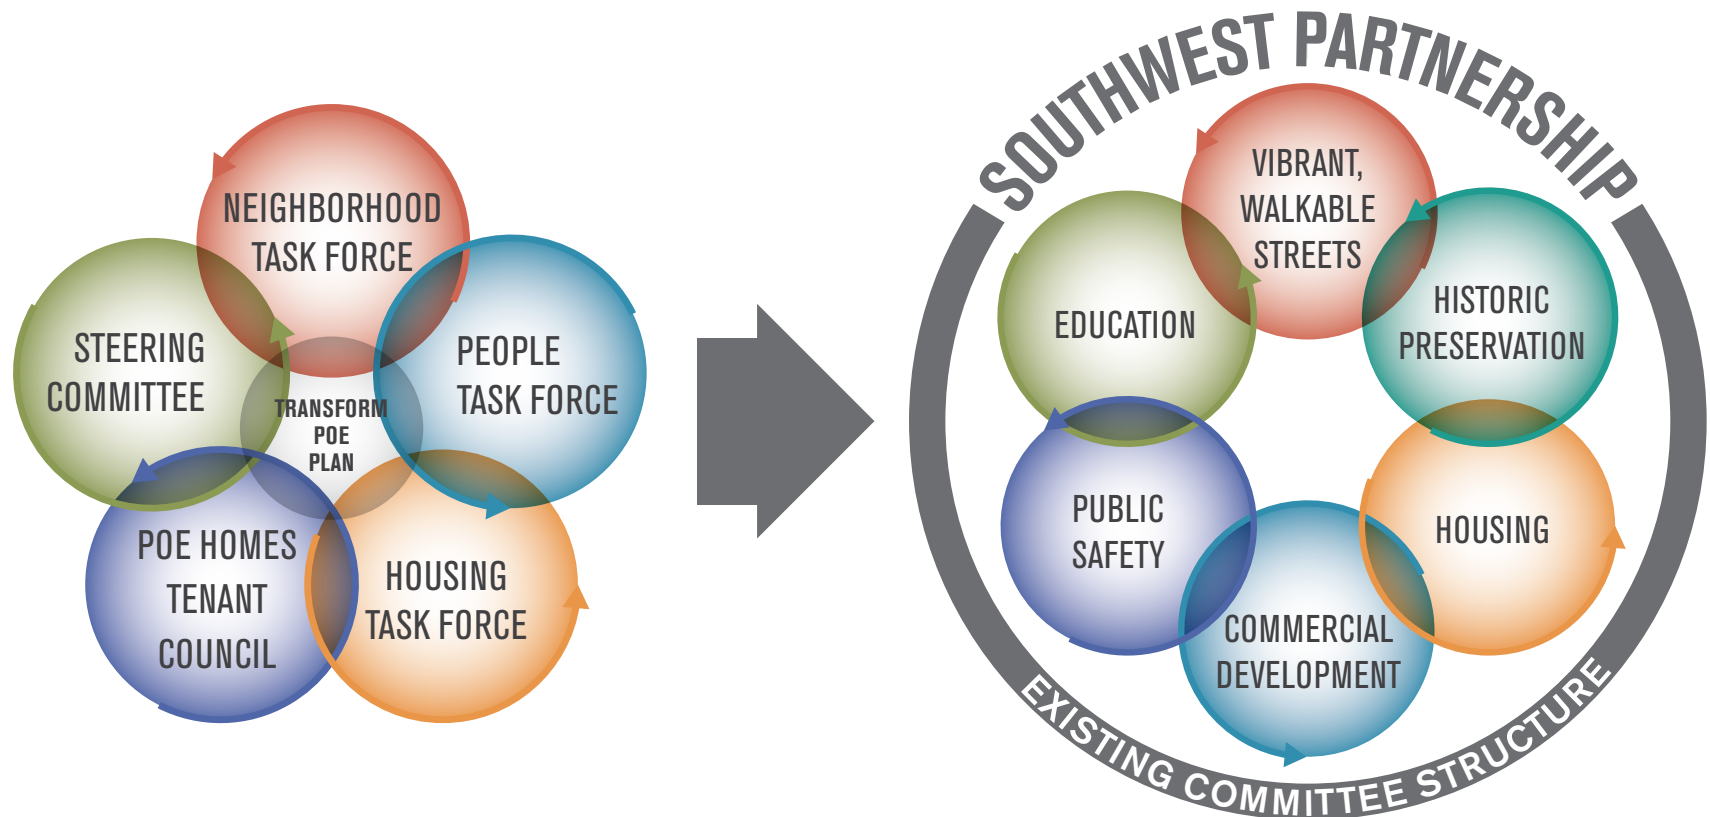 NEIGHBORHOOD
TASK FORCE
STEERING
COMMITTEE
PEOPLE
TASK FORCE
TRANSFORM
POE
PLAN
POE HOMES
TENANT
COUNCIL
HOUSING
TASK FORCE
SOUTHWEST PARTNERSHIP
VIBRANT,
WALKABLE
STREETS
EDUCATION
HISTORIC
PRESERVATION
PUBLIC
SAFETY
HOUSING
COMMERCIAL
DEVELOPMENT
EXISTING COMMITTEE STRUCTURE